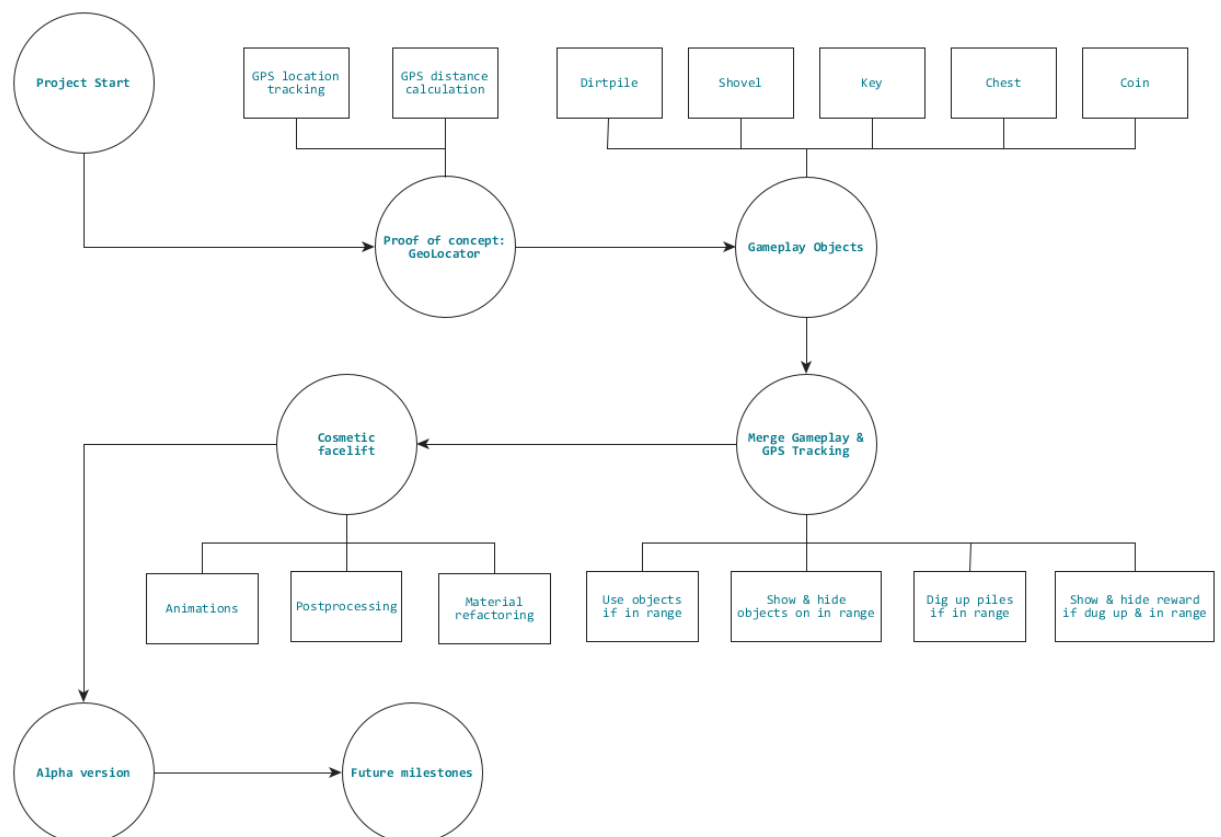 Project Start
GPS location
tracking
GPS distance
calculation
Dirtpile
Shovel
Key
Chest
Coin
Proof of concept:
GeoLocator
Gameplay Objects
Cosmetic
facelift
Merge Gameplay &
GPS Tracking
Animations
Postprocessing
Material
refactoring
Use objects
if in range
Show & hide
objects on in range
Dig up piles
if in range
Show & hide reward
if dug up & in range
Alpha version
Future milestones